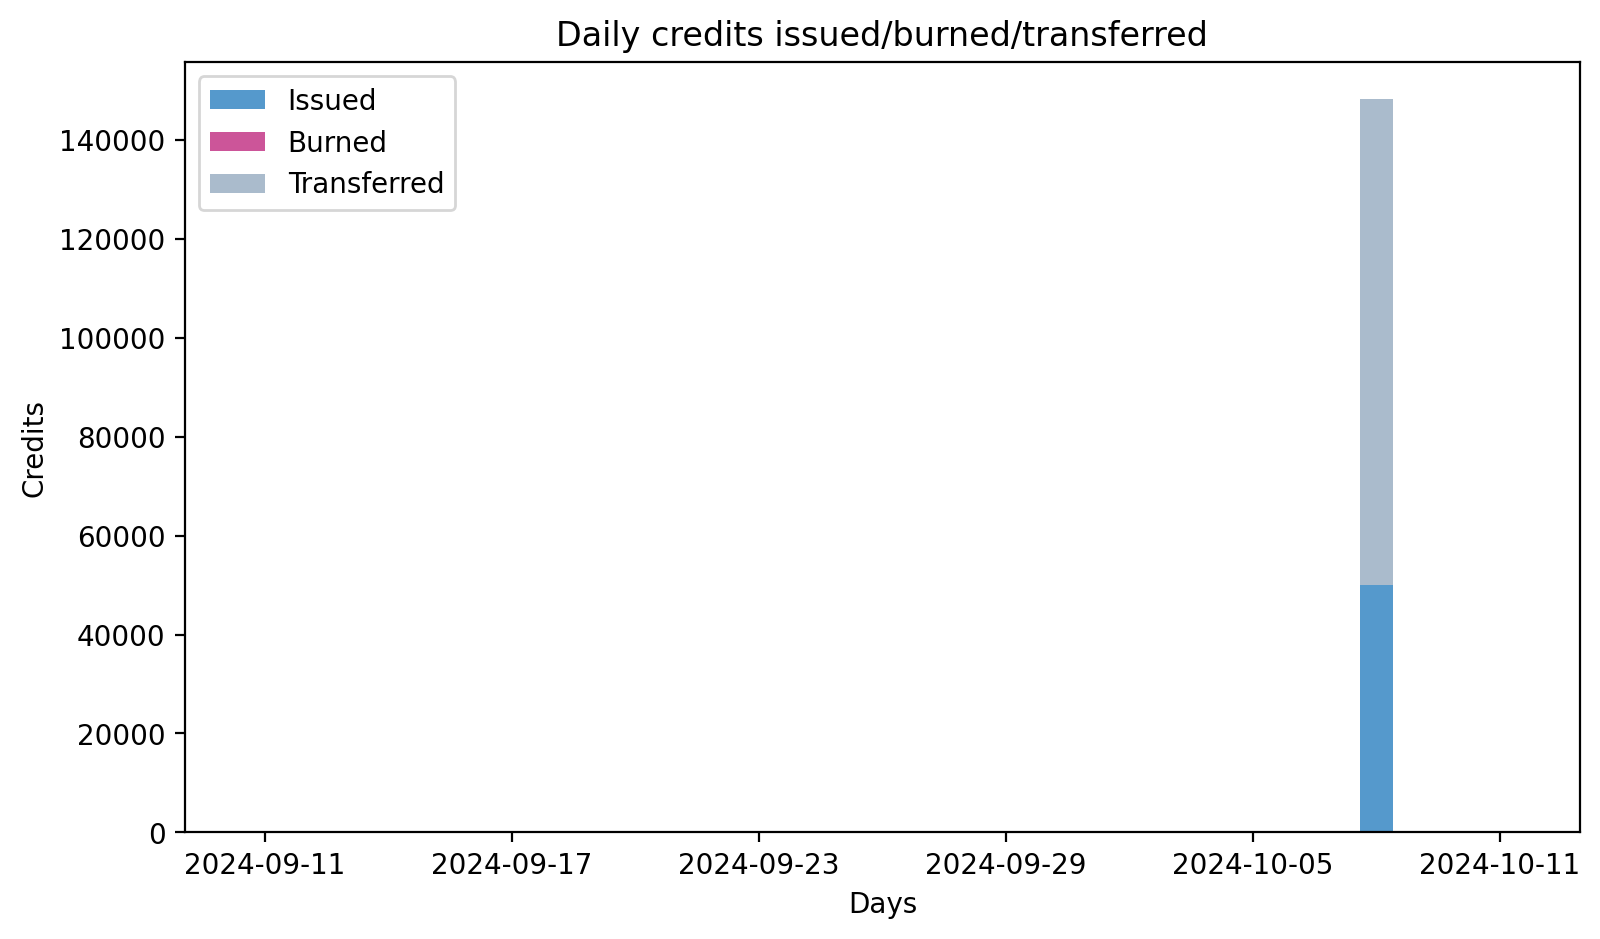 Daily credits issued/burned/transferred
Issued
Burned
Transferred
140000
120000
100000
80000
60000
40000
20000
0
Credits
2024-09-11 2024-09-17 2024-09-23 2024-09-29 2024-10-05 2024-10-11
Days